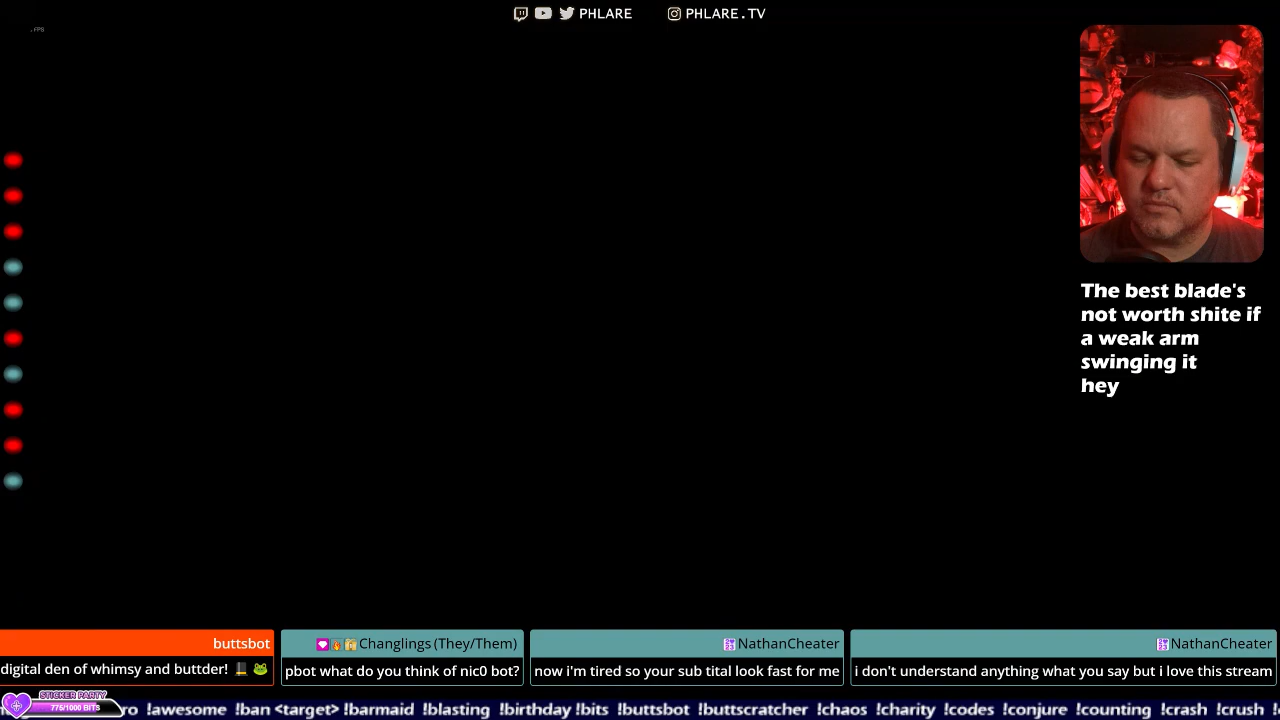 PHLARE PHLARE.TV
.FPS
The best blade's
not worth shite if
a weak arm
swinging it
hey
buttsbot
digital den of whimsy and buttder!
Changlings (They/Them)
pbot what do you think of nic0 bot?
NathanCheater
now i'm tired so your sub tital look fast for me
NathanCheater
i don't understand anything what you say but i love this stream
STICKER PARTY
775/1000 BITS
ro !awesome !ban <target> !barmaid !blasting !birthday !bits !buttsbot !buttscratcher !chaos !charity !codes !conjure !counting !crash !crush